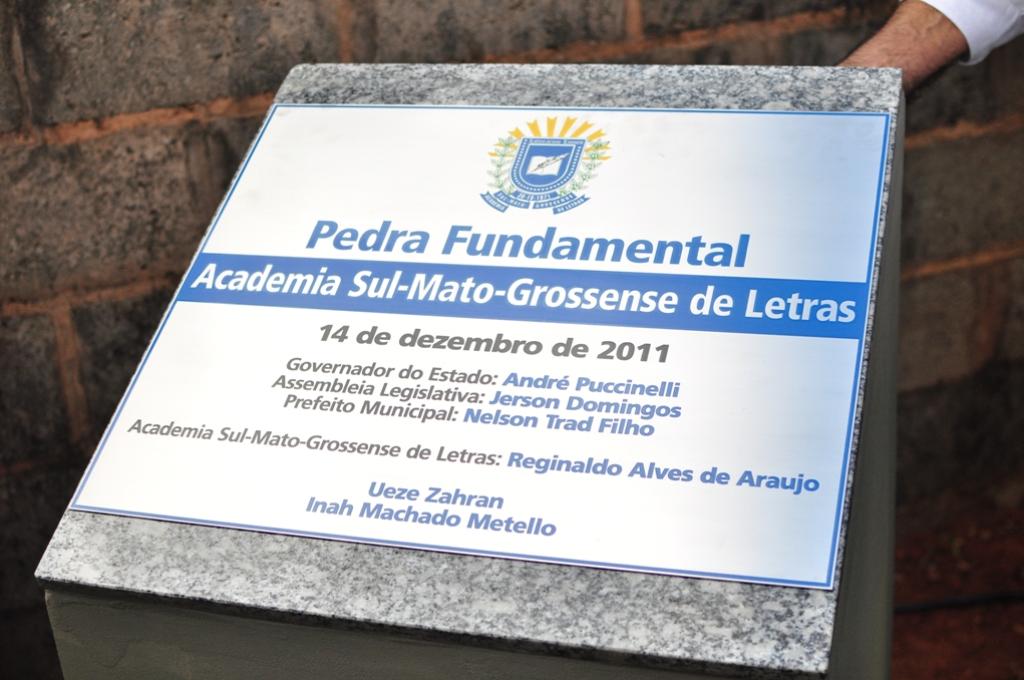 Pedra Fundamental
Academia Sul-Mato-Grossense de Letras
14 de dezembro de 2011
Governador do Estado: André Puccinelli
Assembleia Legislativa: Jerson Domingos
Prefeito Municipal: Nelson Trad Filho
Academia Sul-Mato-Grossense de Letras: Reginaldo Alves de Araujo
Ueze Zahran
Inah Machado Metello